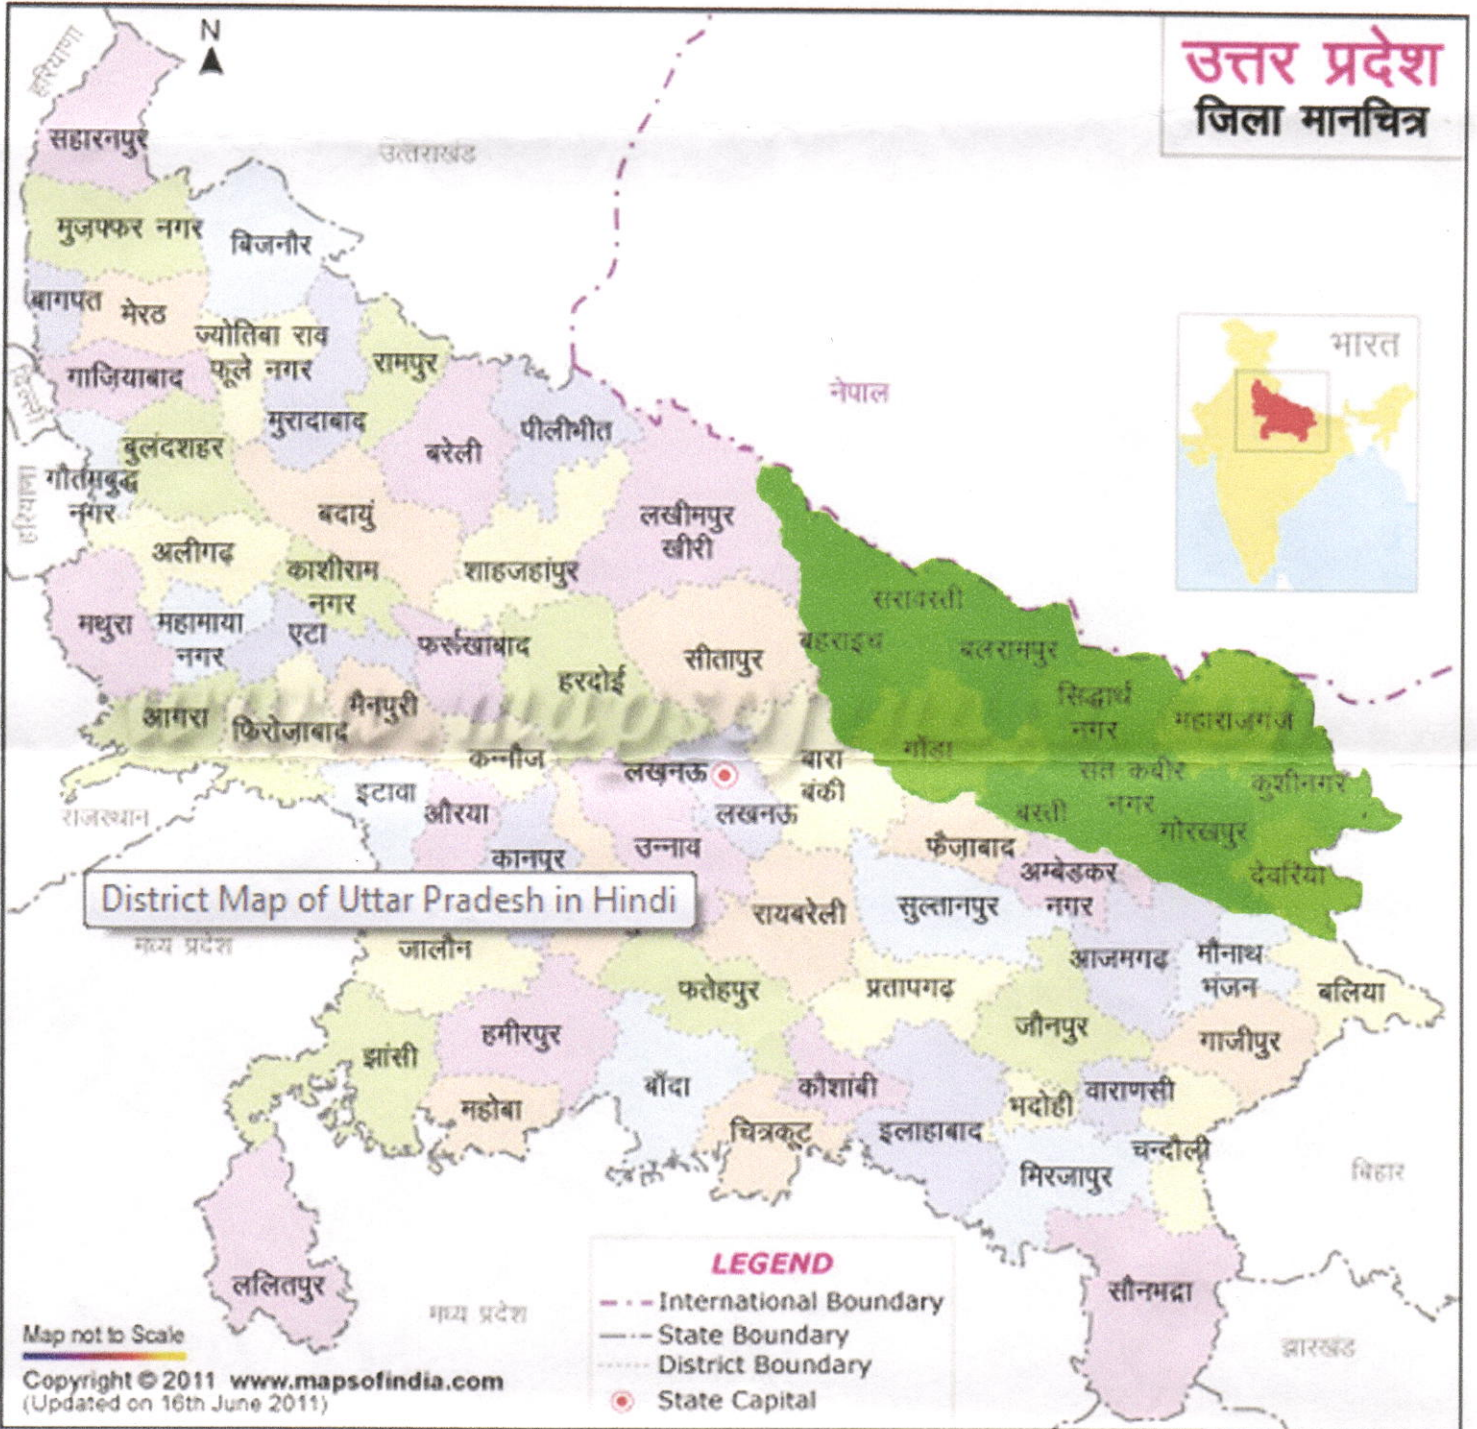 उत्तर प्रदेश
जिला मानचित्र
N
हरियाणा
सहारनपुर
उत्तराखंड
मुज़फ्फर नगर
बिजनौर
बागपत
मेरठ
ज्योतिबा राव
फूले नगर
रामपुर
गाज़ियाबाद
दिल्ली
मुरादाबाद
बुलंदशहर
बरेली
पीलीभीत
नेपाल
भारत
गौतमबुद्ध
नगर
हरियाणा
बदायुं
लखीमपुर
खीरी
अलीगढ़
काशीराम
नगर
शाहजहांपुर
मथुरा
महामाया
नगर
एटा
फर्रूखाबाद
हरदोई
सीतापुर
सरावस्ती
बहराइच
बलरामपुर
सिद्धार्थ
नगर
महाराजगंज
आगरा
फिरोज़ाबाद
मैनपुरी
कन्नौज
लखनऊ
लखनऊ
बारा
बंकी
गोंडा
संत कबीर
नगर
कुशीनगर
बस्ती
गोरखपुर
देवरिया
राजस्थान
इटावा
औरया
कानपुर
उन्नाव
फैज़ाबाद
अम्बेडकर
नगर
District Map of Uttar Pradesh in Hindi
रायबरेली
सुल्तानपुर
मध्य प्रदेश
जालौन
आजमगढ़
मौनाथ
भंजन
बलिया
फतेहपुर
प्रतापगढ़
जौनपुर
गाजीपुर
झांसी
हमीरपुर
महोबा
बाँदा
चित्रकूट
कौशांबी
इलाहाबाद
भदोही
वाराणसी
चन्दौली
मिरजापुर
बिहार
ललितपुर
मध्य प्रदेश
सौनभद्रा
झारखंड
LEGEND
International Boundary
State Boundary
District Boundary
State Capital
Map not to Scale
Copyright © 2011 www.mapsofindia.com
(Updated on 16th June 2011)